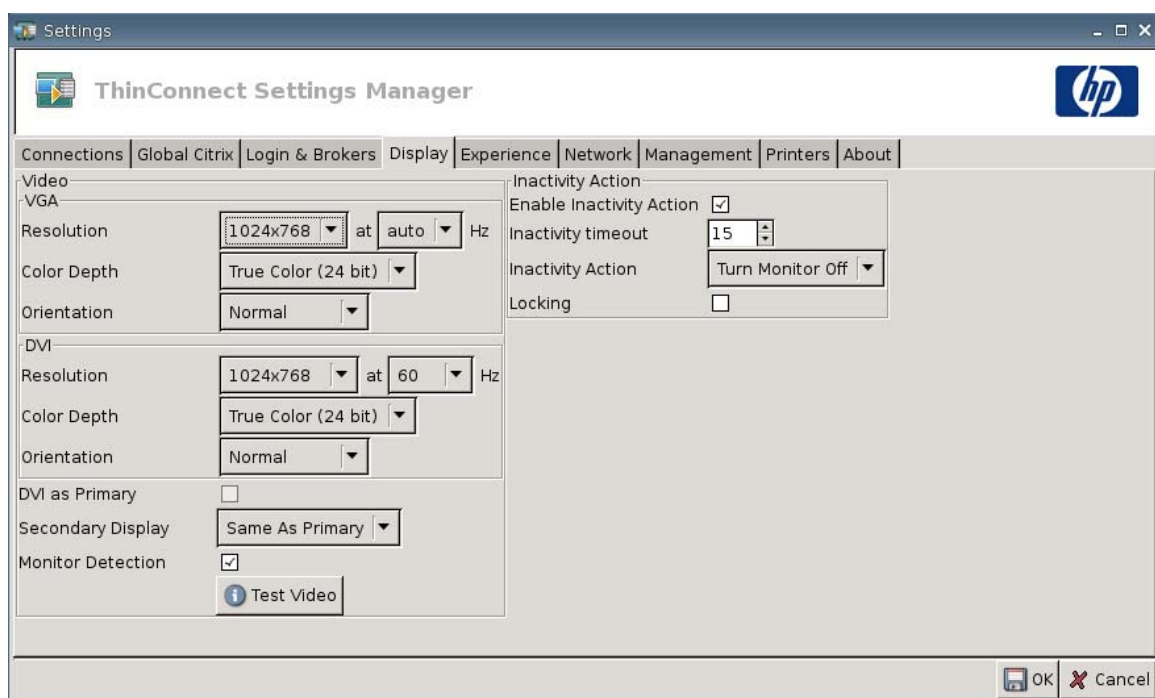 Settings
ThinConnect Settings Manager
hp
Connections Global Citrix Login & Brokers Display Experience Network Management Printers About
Video
VGA
Resolution 1024x768 at auto Hz
Color Depth True Color (24 bit)
Orientation Normal
DVI
Resolution 1024x768 at 60 Hz
Color Depth True Color (24 bit)
Orientation Normal
DVI as Primary
Secondary Display Same As Primary
Monitor Detection
Test Video
Inactivity Action
Enable Inactivity Action
Inactivity timeout 15
Inactivity Action Turn Monitor Off
Locking
OK Cancel